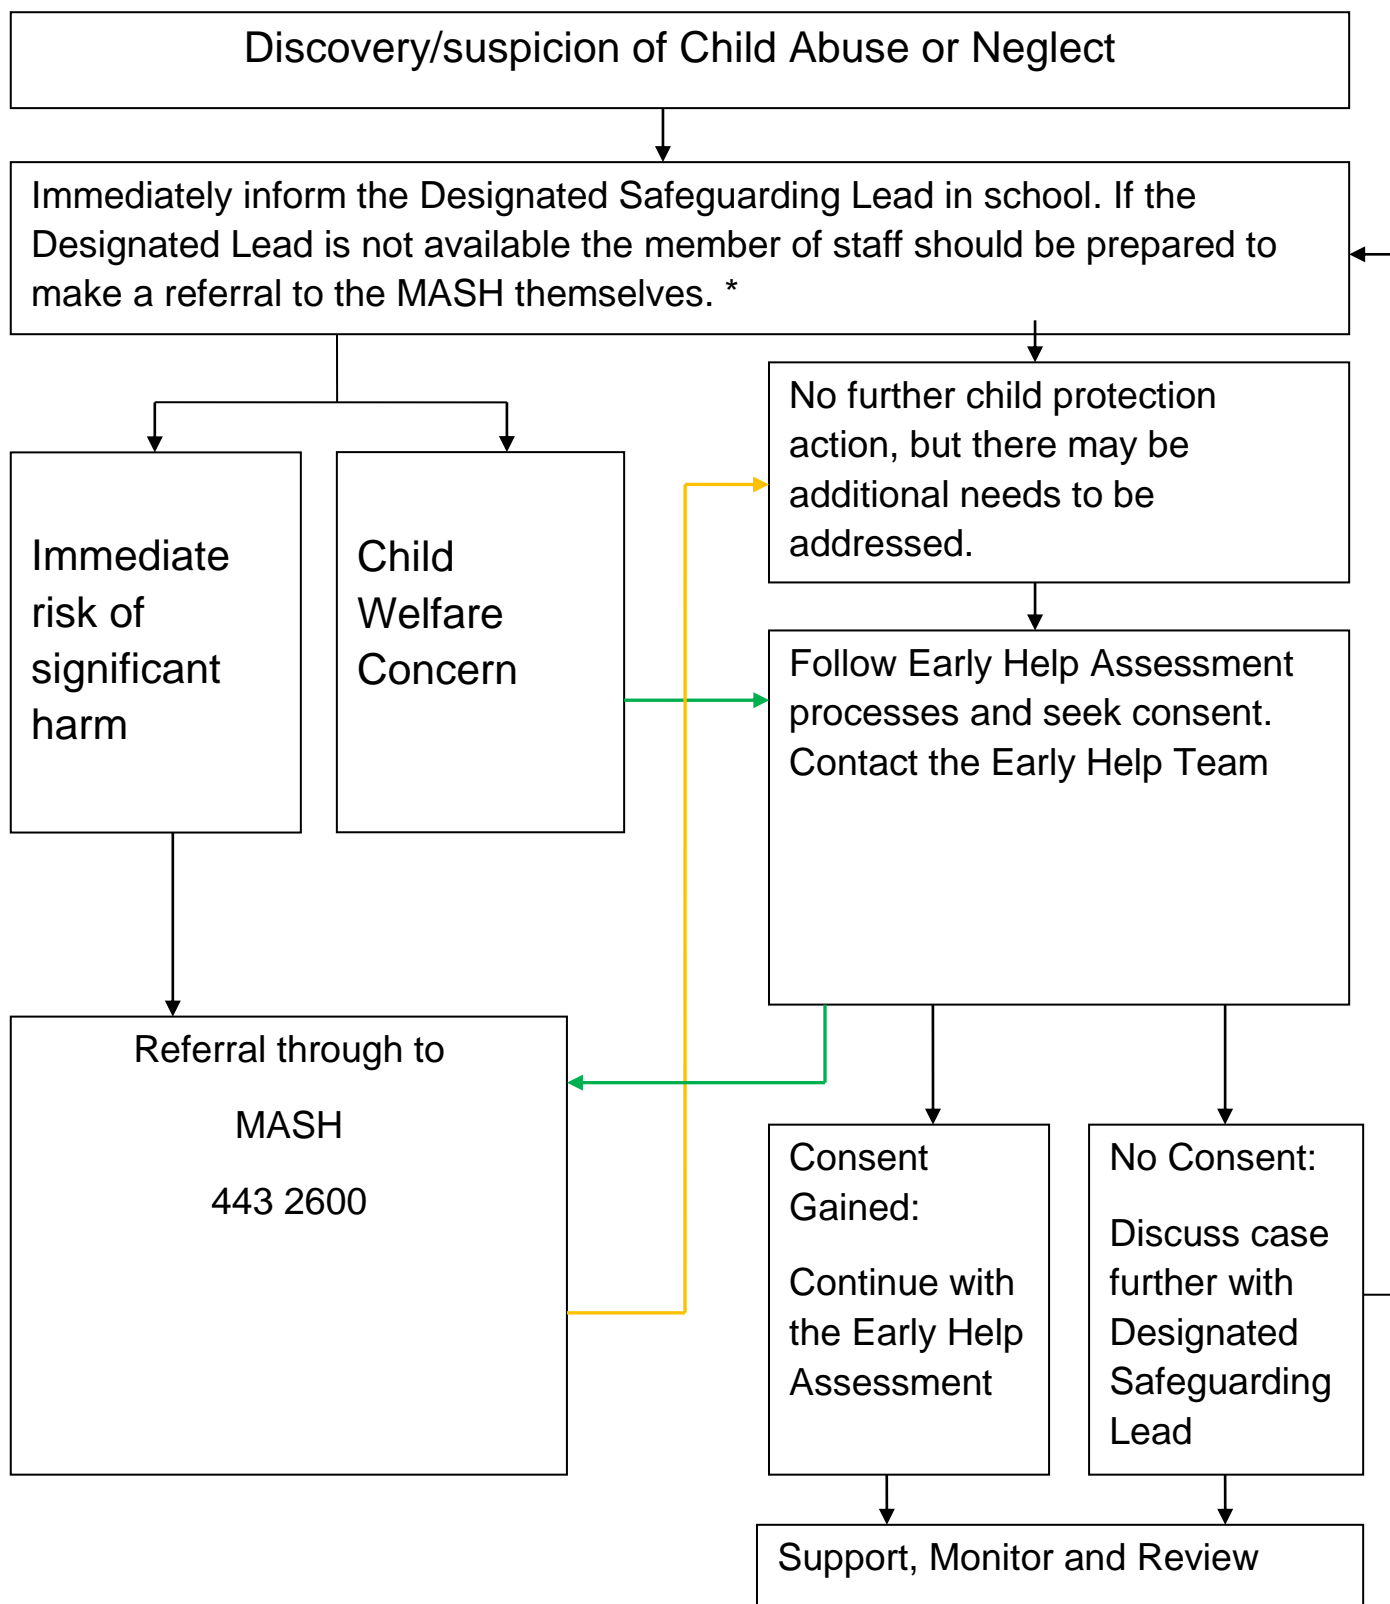 Discovery/suspicion of Child Abuse or Neglect
Immediately inform the Designated Safeguarding Lead in school. If the
Designated Lead is not available the member of staff should be prepared to
make a referral to the MASH themselves. *
No further child protection
action, but there may be
additional needs to be
addressed.
Immediate
risk of
significant
harm
Child
Welfare
Concern
Follow Early Help Assessment
processes and seek consent.
Contact the Early Help Team
Referral through to
MASH
443 2600
Consent
Gained:
Continue with
the Early Help
Assessment
No Consent:
Discuss case
further with
Designated
Safeguarding
Lead
Support, Monitor and Review